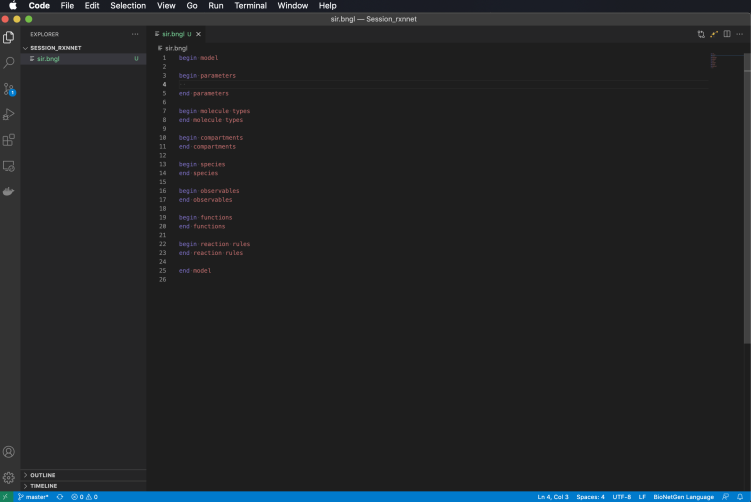 Code File Edit Selection View Go Run Terminal Window Help
sir.bngl — Session_rxnnet
EXPLORER
SESSION_RXNNET
sir.bngl U
OUTLINE
TIMELINE
sir.bngl U
sir.bngl
1 begin model
2
3 begin parameters
4
5 end parameters
6
7 begin molecule types
8 end molecule types
9
10 begin compartments
11 end compartments
12
13 begin species
14 end species
15
16 begin observables
17 end observables
18
19 begin functions
20 end functions
21
22 begin reaction rules
23 end reaction rules
24
25 end model
26
1
master* 0 0 Ln 4, Col 3 Spaces: 4 UTF-8 LF BioNetGen Language